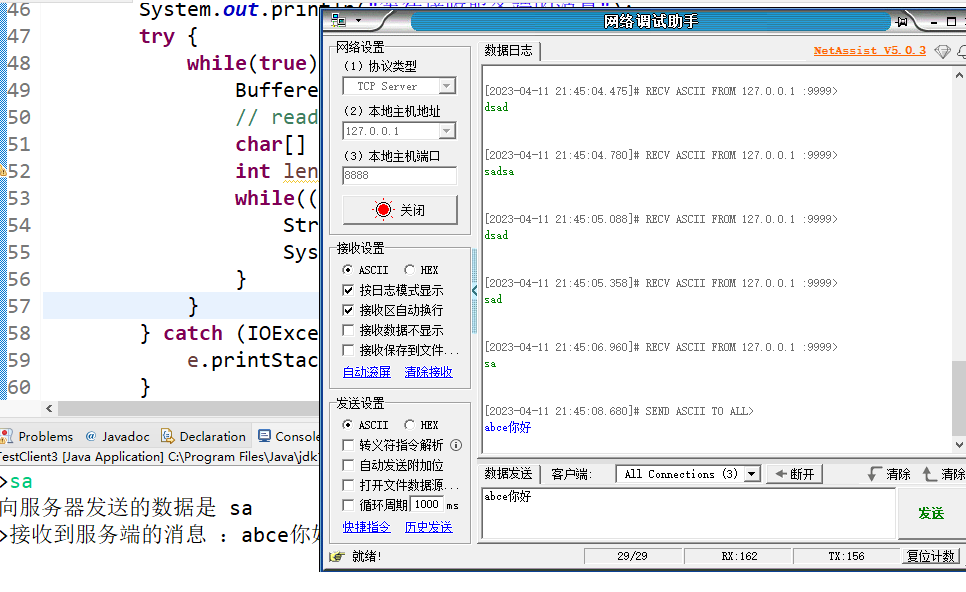 46 System.out.println("
47 try {
48 while(true)
49 Buffere
50 // read
51 char[]
52 int len
53 while((
54 Str
55 Sys
56 }
57 }
58 } catch (IOExce
59 e.printStac
60 }
Problems @ Javadoc Declaration Console
TestClient3 [Java Application] C:\Program Files\Java\jdk
>sa
向服务器发送的数据是 sa
>接收到服务端的消息 : abce你好
网络调试助手
网络设置
(1) 协议类型
TCP Server
(2) 本地主机地址
127.0.0.1
(3) 本地主机端口
8888
关闭
接收设置
ASCII HEX
按日志模式显示
接收区自动换行
接收数据不显示
接收保存到文件...
自动滚屏 清除接收
发送设置
ASCII HEX
转义符指令解析
自动发送附加位
打开文件数据源...
循环周期 1000 ms
快捷指令 历史发送
数据日志 NetAssist V5.0.3
[2023-04-11 21:45:04.475]# RECV ASCII FROM 127.0.0.1 :9999>
dsad
[2023-04-11 21:45:04.780]# RECV ASCII FROM 127.0.0.1 :9999>
sadsa
[2023-04-11 21:45:05.088]# RECV ASCII FROM 127.0.0.1 :9999>
dsad
[2023-04-11 21:45:05.358]# RECV ASCII FROM 127.0.0.1 :9999>
sad
[2023-04-11 21:45:06.960]# RECV ASCII FROM 127.0.0.1 :9999>
sa
[2023-04-11 21:45:08.680]# SEND ASCII TO ALL>
abce你好
数据发送 客户端: All Connections (3) 断开 清除 清除
abce你好
发送
就绪! 29/29 RX:162 TX:156 复位计数